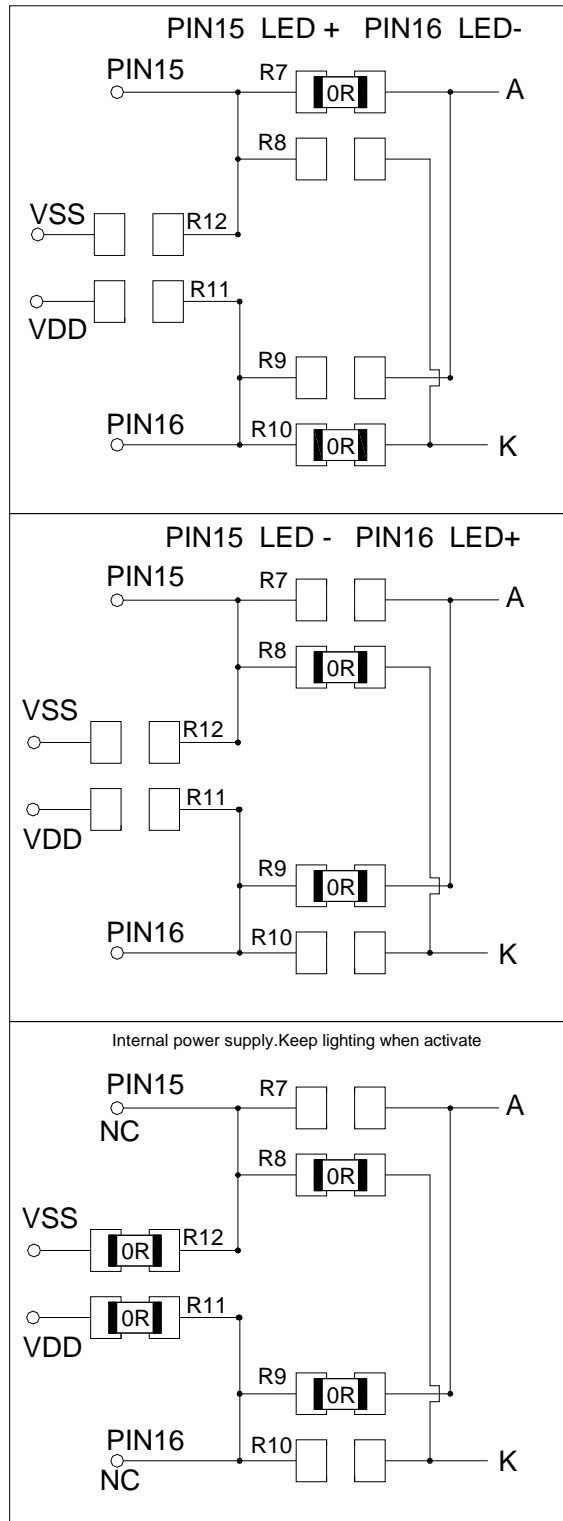 PIN15 LED + PIN16 LED-
PIN15
R7
0R
A
R8
VSS
R12
R11
VDD
R9
PIN16
R10
0R
K
PIN15 LED - PIN16 LED+
PIN15
R7
A
R8
0R
VSS
R12
R11
VDD
R9
0R
PIN16
R10
K
Internal power supply.Keep lighting when activate
PIN15
R7
A
NC
R8
0R
VSS
0R
R12
0R
R11
VDD
R9
0R
PIN16
R10
K
NC